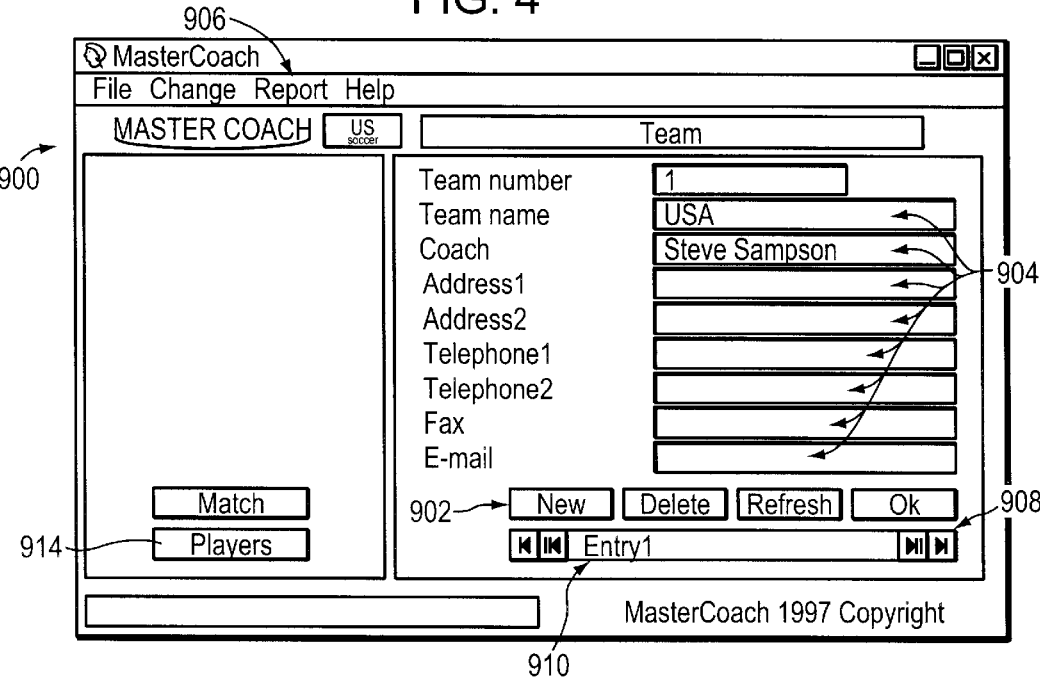 FIG. 4
906
MasterCoach
File Change Report Help
MASTER COACH US soccer Team
900
Team number 1
Team name USA
Coach Steve Sampson
904
Address1
Address2
Telephone1
Telephone2
Fax
E-mail
Match 902 New Delete Refresh Ok 908
914 Players Entry1
MasterCoach 1997 Copyright
910